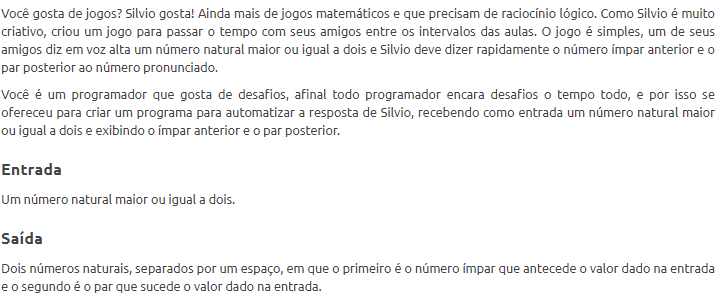 Você gosta de jogos? Silvio gosta! Ainda mais de jogos matemáticos e que precisam de raciocínio lógico. Como Silvio é muito
criativo, criou um jogo para passar o tempo com seus amigos entre os intervalos das aulas. O jogo é simples, um de seus
amigos diz em voz alta um número natural maior ou igual a dois e Silvio deve dizer rapidamente o número ímpar anterior e o
par posterior ao número pronunciado.
Você é um programador que gosta de desafios, afinal todo programador encara desafios o tempo todo, e por isso se
ofereceu para criar um programa para automatizar a resposta de Silvio, recebendo como entrada um número natural maior
ou igual a dois e exibindo o ímpar anterior e o par posterior.
Entrada
Um número natural maior ou igual a dois.
Saída
Dois números naturais, separados por um espaço, em que o primeiro é o número ímpar que antecede o valor dado na entrada
e o segundo é o par que sucede o valor dado na entrada.